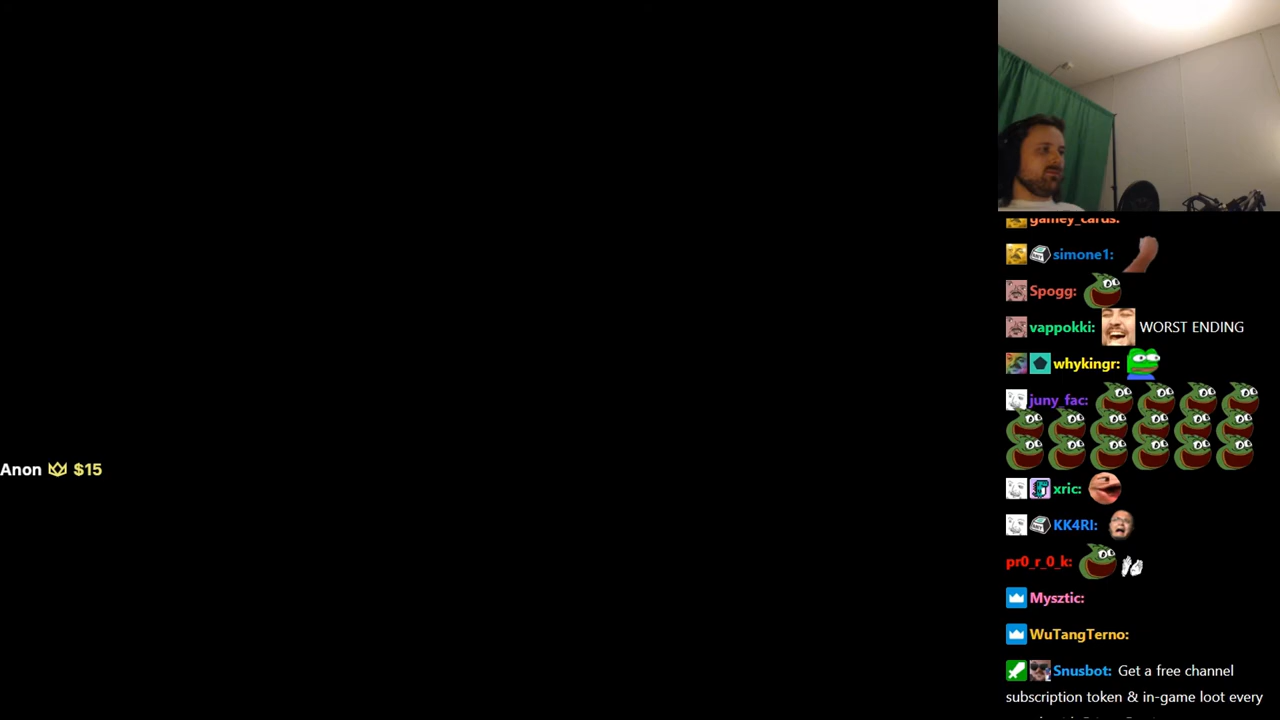 gamey_cards:
simone1:
Spogg:
vappokki: WORST ENDING
whykingr:
juny_fac:
Anon $15
xric:
KK4RI:
pr0_r_0_k:
Mysztic:
WuTangTerno:
Snusbot: Get a free channel
subscription token & in-game loot every